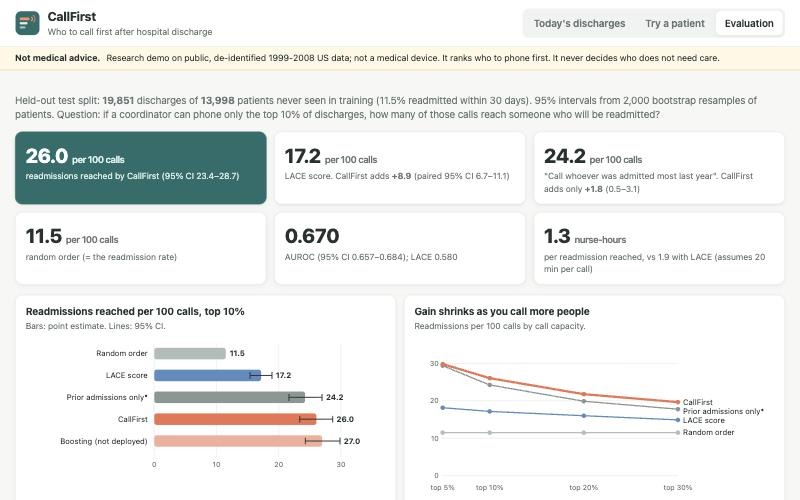 CallFirst
Who to call first after hospital discharge
Today's discharges
Try a patient
Evaluation
Not medical advice. Research demo on public, de-identified 1999-2008 US data; not a medical device. It ranks who to phone first. It never decides who does not need care.
Held-out test split: 19,851 discharges of 13,998 patients never seen in training (11.5% readmitted within 30 days). 95% intervals from 2,000 bootstrap resamples of
patients. Question: if a coordinator can phone only the top 10% of discharges, how many of those calls reach someone who will be readmitted?
26.0 per 100 calls
readmissions reached by CallFirst (95% CI 23.4–28.7)
17.2 per 100 calls
LACE score. CallFirst adds +8.9 (paired 95% CI 6.7–11.1)
24.2 per 100 calls
"Call whoever was admitted most last year". CallFirst
adds only +1.8 (0.5–3.1)
11.5 per 100 calls
random order (= the readmission rate)
0.670
AUROC (95% CI 0.657–0.684); LACE 0.580
1.3 nurse-hours
per readmission reached, vs 1.9 with LACE (assumes 20
min per call)
Readmissions reached per 100 calls, top 10%
Bars: point estimate. Lines: 95% CI.
Random order 11.5
LACE score 17.2
Prior admissions only* 24.2
CallFirst 26.0
Boosting (not deployed) 27.0
0 10 20 30
Gain shrinks as you call more people
Readmissions per 100 calls by call capacity.
30
20
10
0
CallFirst
Prior admissions only*
LACE score
Random order
top 5% top 10% top 20% top 30%